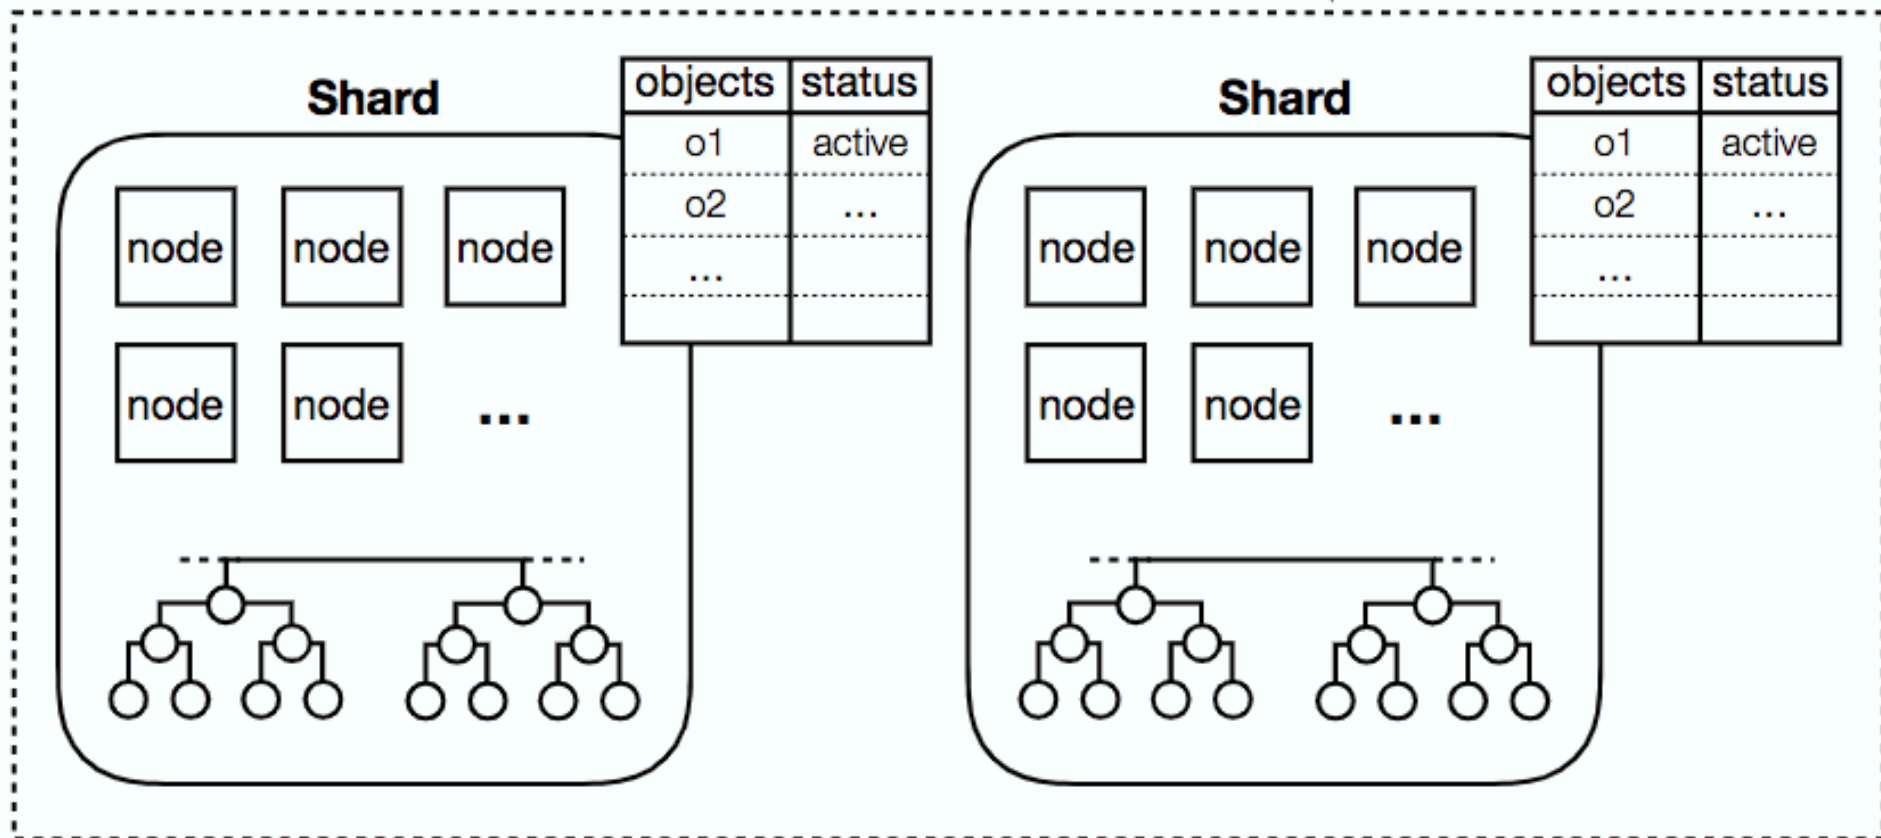 Shard
objects status
o1 active
o2 ...
...
node node node
node node ...
Shard
objects status
o1 active
o2 ...
...
node node node
node node ...